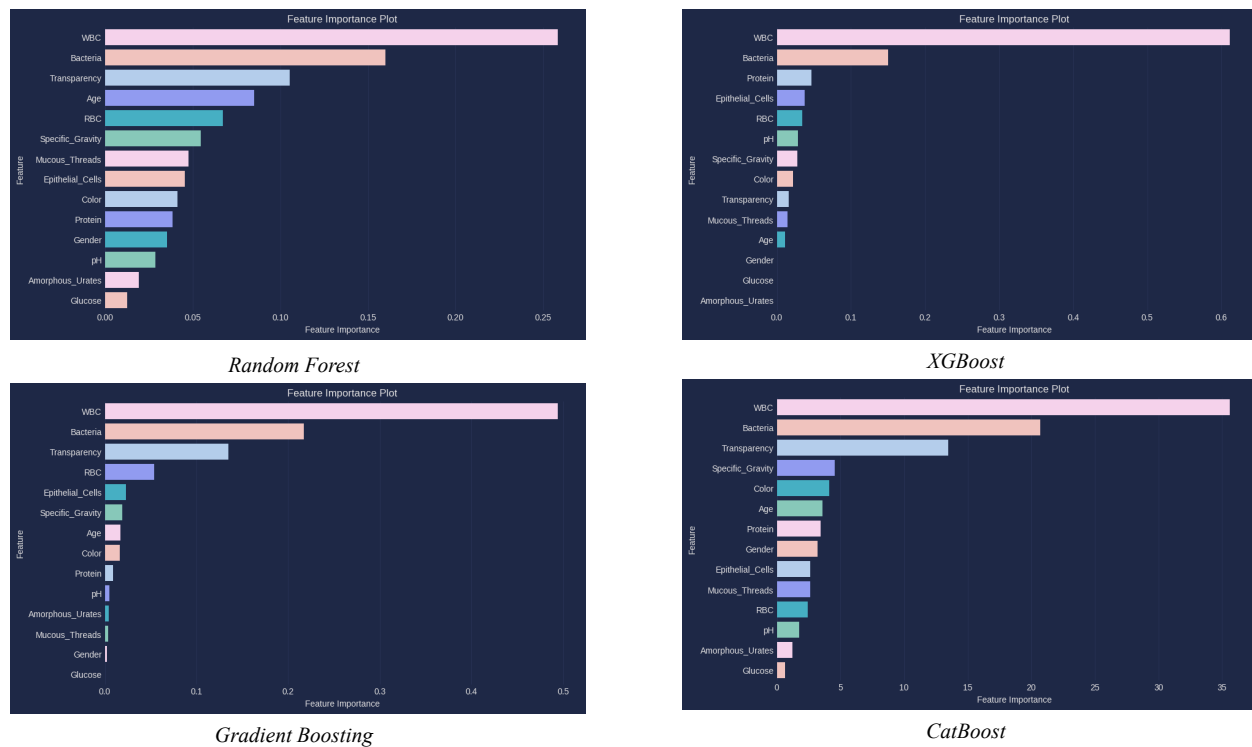 Feature Importance Plot
WBC
Bacteria
Transparency
Age
RBC
Specific_Gravity
Mucous_Threads
Epithelial_Cells
Color
Protein
Gender
pH
Amorphous_Urates
Glucose
Feature
0.00 0.05 0.10 0.15 0.20 0.25
Feature Importance
Random Forest
Feature Importance Plot
WBC
Bacteria
Protein
Epithelial_Cells
RBC
pH
Specific_Gravity
Color
Transparency
Mucous_Threads
Age
Gender
Glucose
Amorphous_Urates
Feature
0.0 0.1 0.2 0.3 0.4 0.5 0.6
Feature Importance
XGBoost
Feature Importance Plot
WBC
Bacteria
Transparency
RBC
Epithelial_Cells
Specific_Gravity
Age
Color
Protein
pH
Amorphous_Urates
Mucous_Threads
Gender
Glucose
Feature
0.0 0.1 0.2 0.3 0.4 0.5
Feature Importance
Gradient Boosting
Feature Importance Plot
WBC
Bacteria
Transparency
Specific_Gravity
Color
Age
Protein
Gender
Epithelial_Cells
Mucous_Threads
RBC
pH
Amorphous_Urates
Glucose
Feature
0 5 10 15 20 25 30 35
Feature Importance
CatBoost